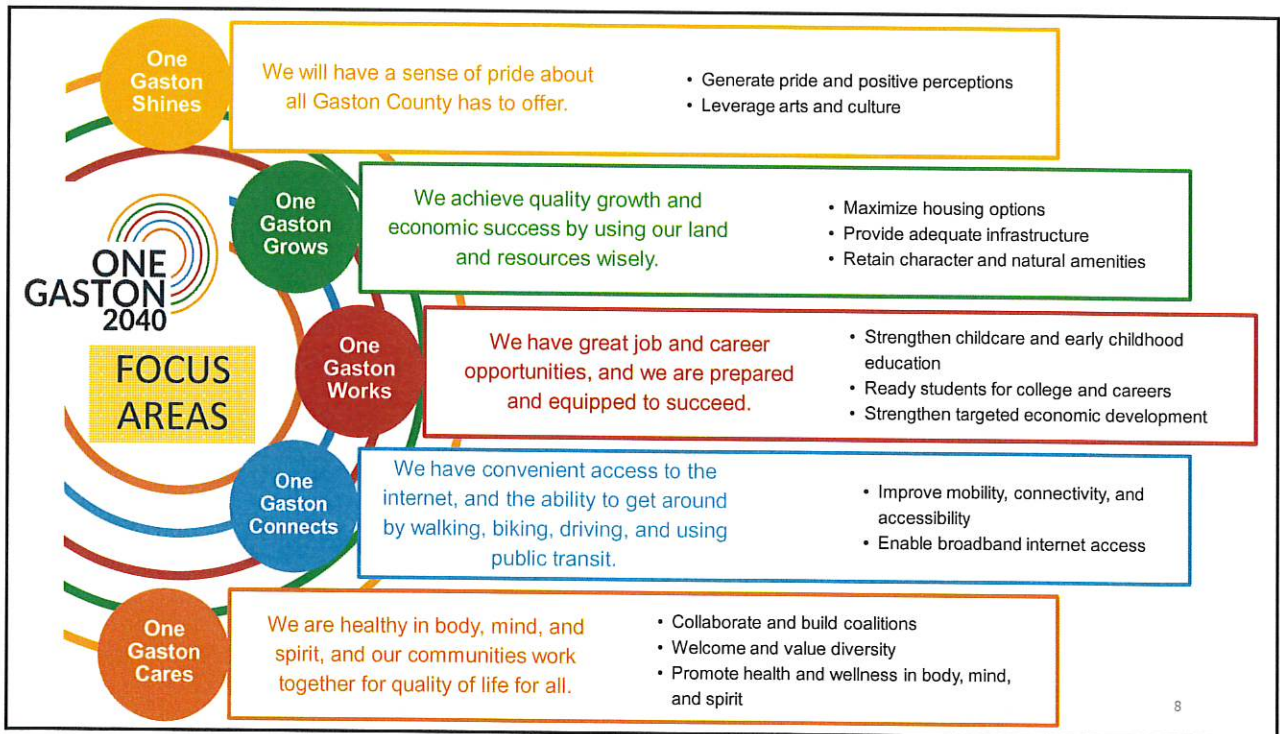 One
Gaston
Shines
We will have a sense of pride about
all Gaston County has to offer.
• Generate pride and positive perceptions
• Leverage arts and culture
One
Gaston
Grows
We achieve quality growth and
economic success by using our land
and resources wisely.
• Maximize housing options
• Provide adequate infrastructure
• Retain character and natural amenities
ONE
GASTON
2040
FOCUS
AREAS
One
Gaston
Works
We have great job and career
opportunities, and we are prepared
and equipped to succeed.
• Strengthen childcare and early childhood
education
• Ready students for college and careers
• Strengthen targeted economic development
One
Gaston
Connects
We have convenient access to the
internet, and the ability to get around
by walking, biking, driving, and using
public transit.
• Improve mobility, connectivity, and
accessibility
• Enable broadband internet access
One
Gaston
Cares
We are healthy in body, mind, and
spirit, and our communities work
together for quality of life for all.
• Collaborate and build coalitions
• Welcome and value diversity
• Promote health and wellness in body, mind,
and spirit
8